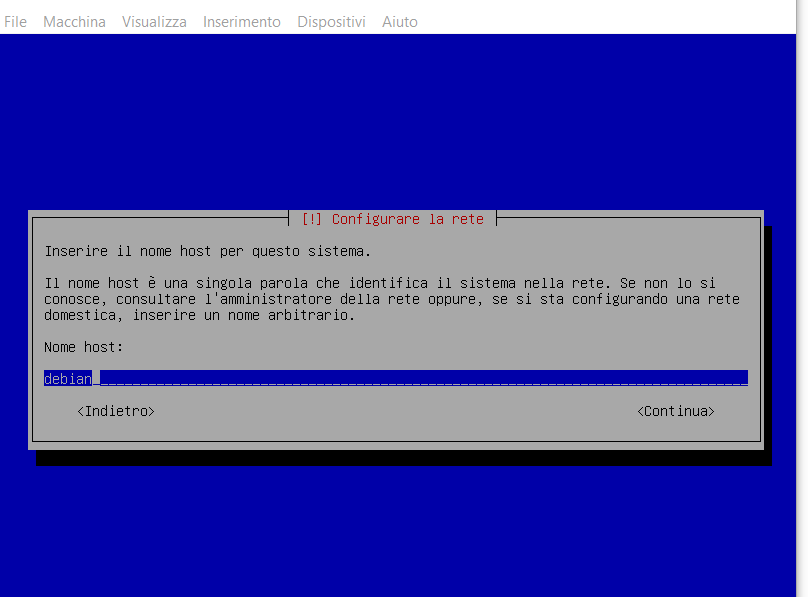 File Macchina Visualizza Inserimento Dispositivi Aiuto
[!] Configurare la rete
Inserire il nome host per questo sistema.
Il nome host è una singola parola che identifica il sistema nella rete. Se non lo si
conosce, consultare l'amministratore della rete oppure, se si sta configurando una rete
domestica, inserire un nome arbitrario.
Nome host:
debian
<Indietro> <Continua>